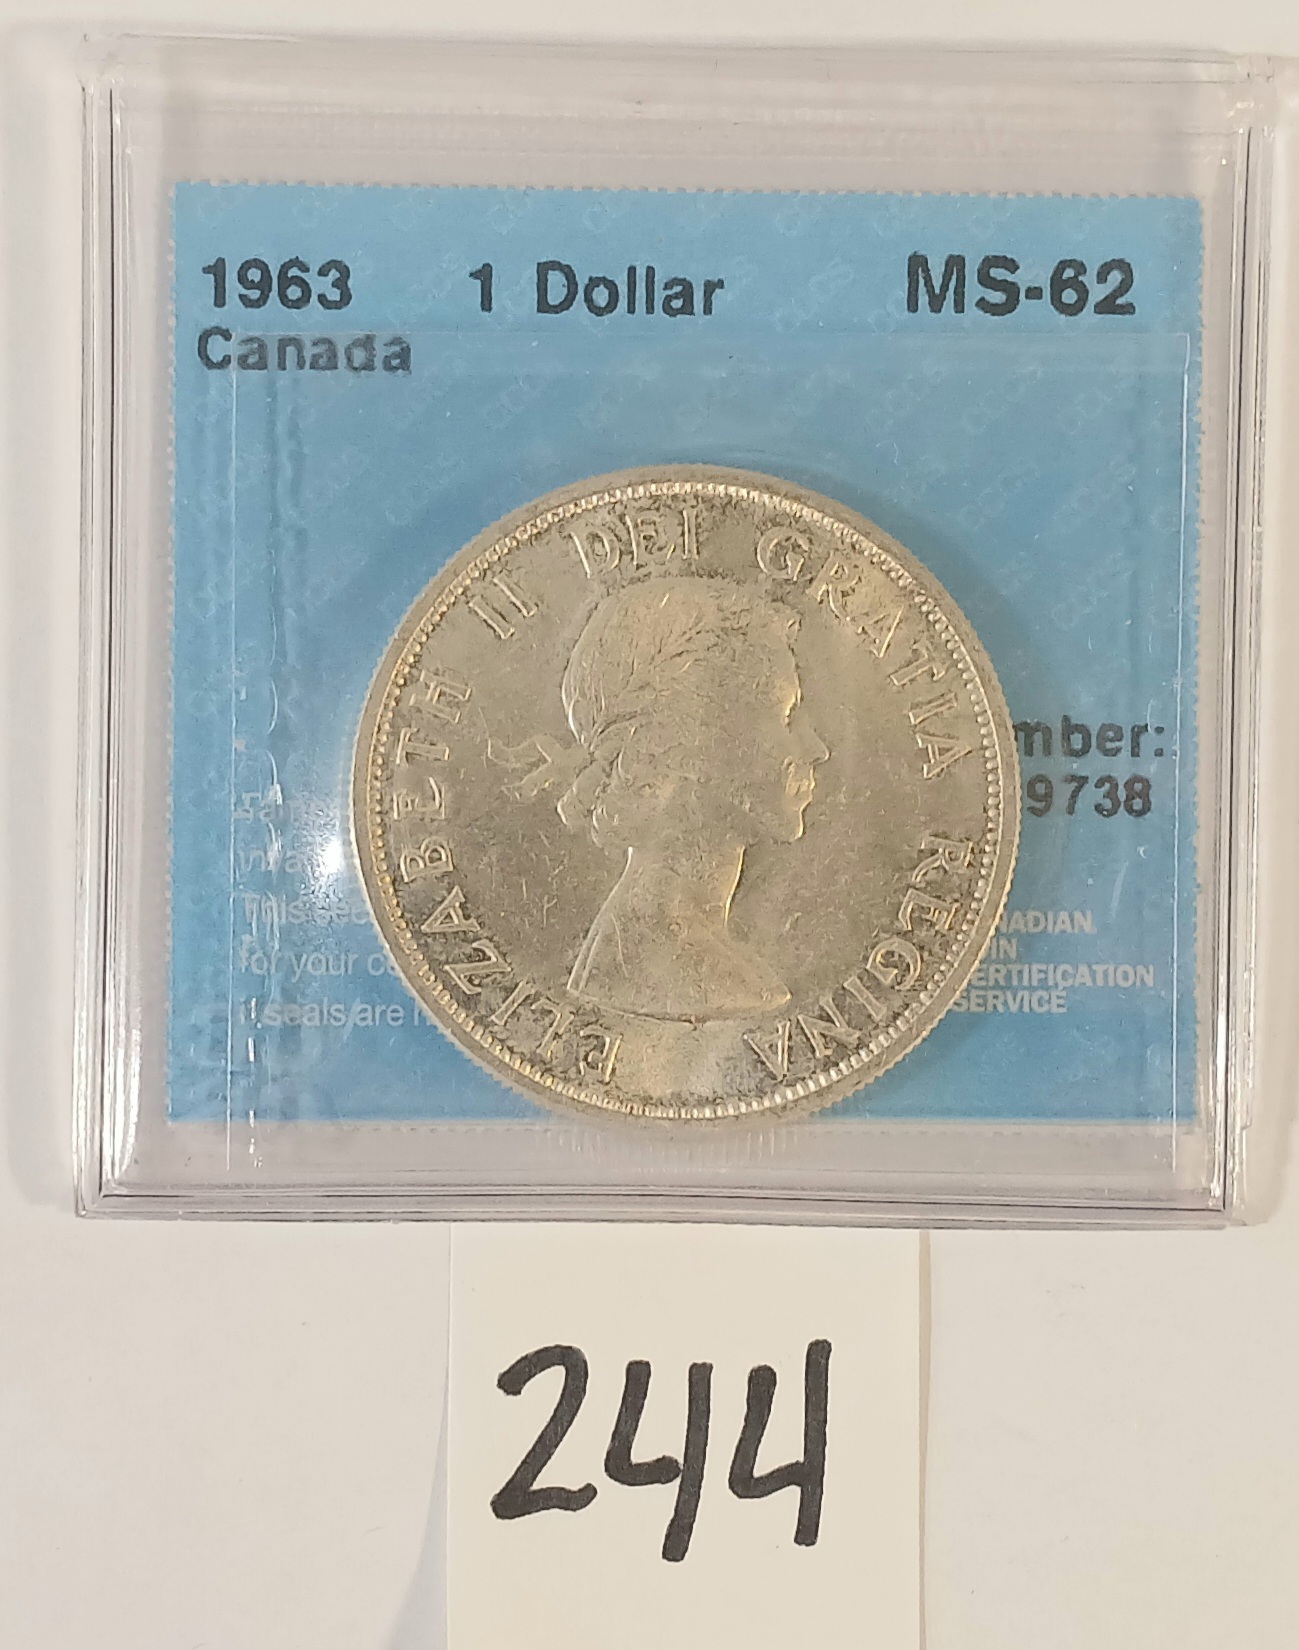 1963 1 Dollar MS-62
Canada
ELIZABETH II DEI GRATIA REGINA
mber:
9738
This
for your
it seals are
NADIAN
IN
ERTIFICATION
SERVICE
244